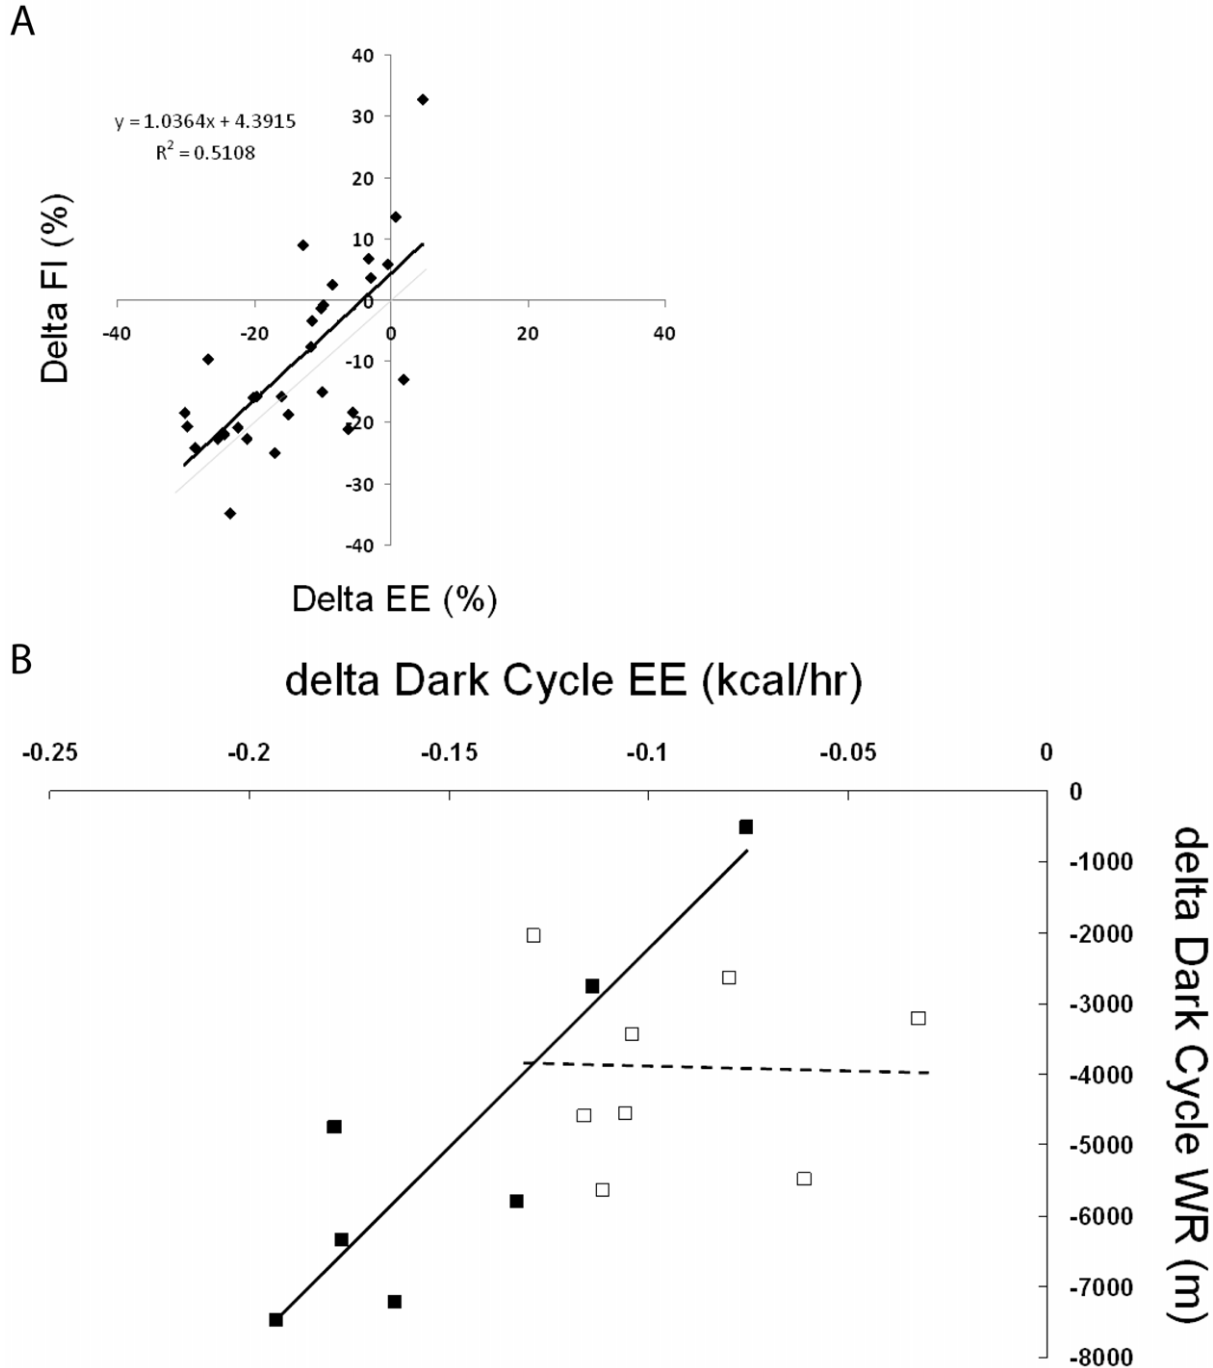 A
40
30
y = 1.0364x + 4.3915
R² = 0.5108
20
10
Delta FI (%)
0
-40 -20 0 20 40
-10
-20
-30
-40
Delta EE (%)
B
delta Dark Cycle EE (kcal/hr)
-0.25 -0.2 -0.15 -0.1 -0.05 0
0
-1000
-2000
-3000
-4000
-5000
-6000
-7000
-8000
delta Dark Cycle WR (m)